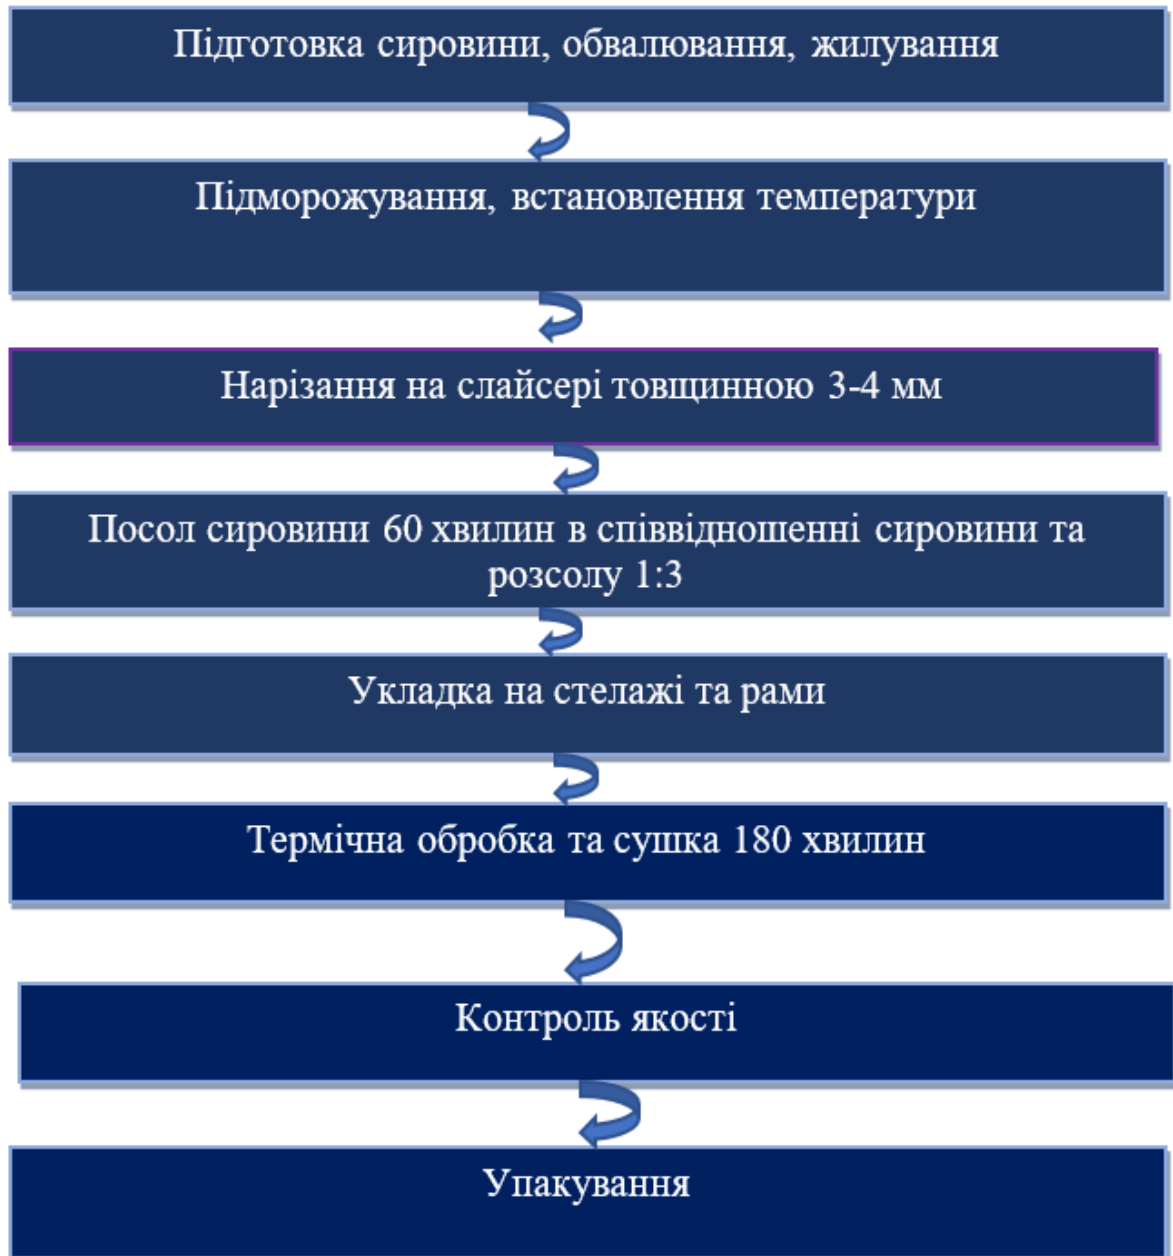 Підготовка сировини, обвалювання, жилування
Підморожування, встановлення температури
Нарізання на слайсері товщинною 3-4 мм
Посол сировини 60 хвилин в співвідношенні сировини та
розсолу 1:3
Укладка на стелажі та рами
Термічна обробка та сушка 180 хвилин
Контроль якості
Упакування